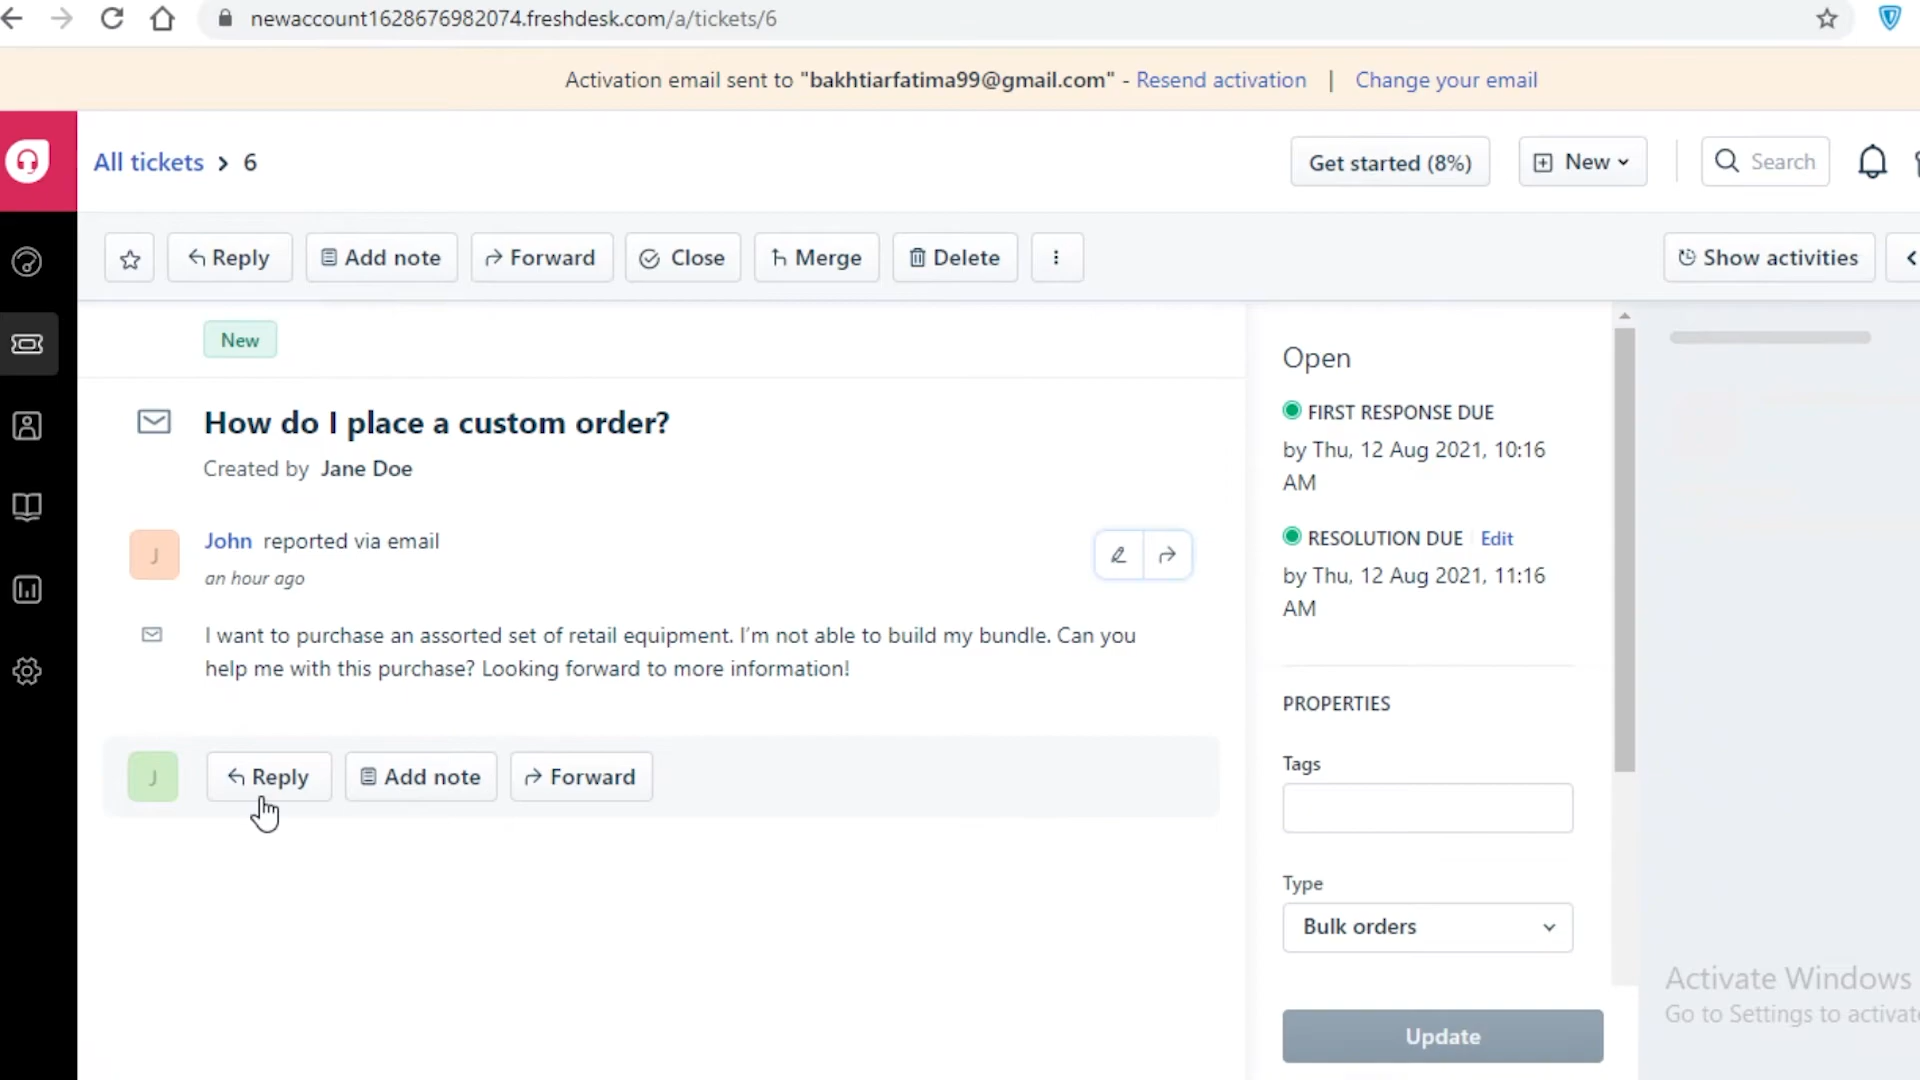 newaccount1628676982074.freshdesk.com/a/tickets/6
Activation email sent to "bakhtiarfatima99@gmail.com" - Resend activation | Change your email
All tickets > 6
Get started (8%)
New
Search
Reply
Add note
Forward
Close
Merge
Delete
Show activities
New
How do I place a custom order?
Created by Jane Doe
J
John reported via email
an hour ago
I want to purchase an assorted set of retail equipment. I'm not able to build my bundle. Can you
help me with this purchase? Looking forward to more information!
J
Reply
Add note
Forward
Open
FIRST RESPONSE DUE
by Thu, 12 Aug 2021, 10:16
AM
RESOLUTION DUE Edit
by Thu, 12 Aug 2021, 11:16
AM
PROPERTIES
Tags
Type
Bulk orders
Update
Activate Windows
Go to Settings to activate